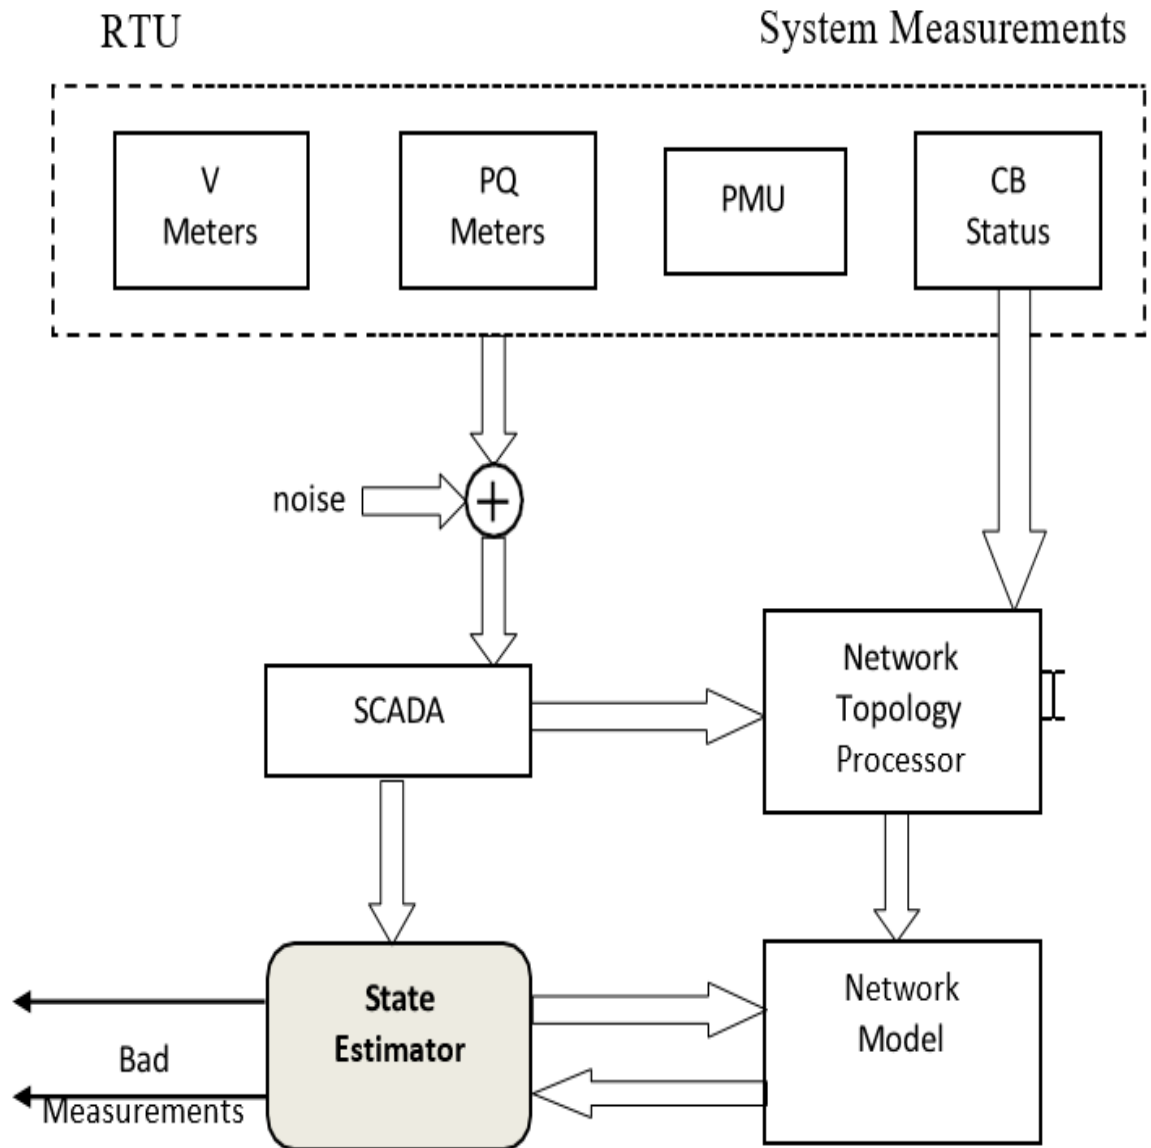 RTU
System Measurements
V
Meters
PQ
Meters
PMU
CB
Status
noise
+
SCADA
Network
Topology
Processor
State
Estimator
Network
Model
Bad
Measurements